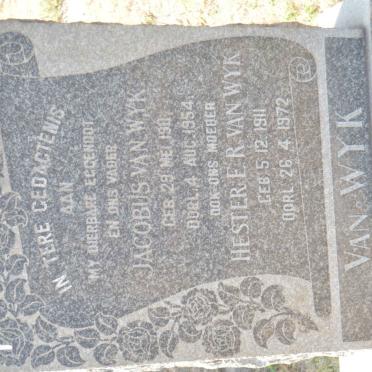 IN TERE GEDAGTENIS
AAN
MY DIERBARE EGGENOOT
EN ONS VADER
JACOBUS VAN WYK
GEB. 29 MEI 1911
OORL. 4 AUG. 1954
OOK ONS MOEDER
HESTER E. R. VAN WYK
GEB. 5. 12. 1911
OORL. 26. 4. 1972
VAN WYK